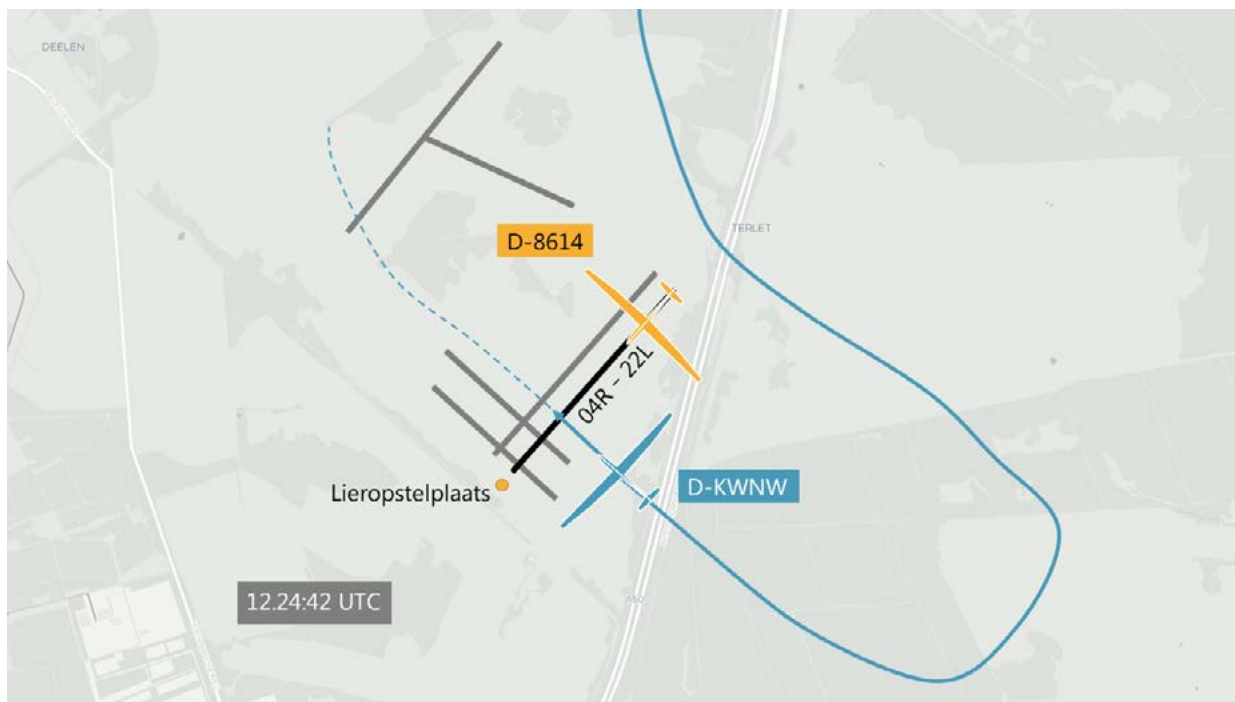 DEELEN
TERLET
D-8614
04R - 22L
D-KWNW
Lieropstelplaats
12.24:42 UTC